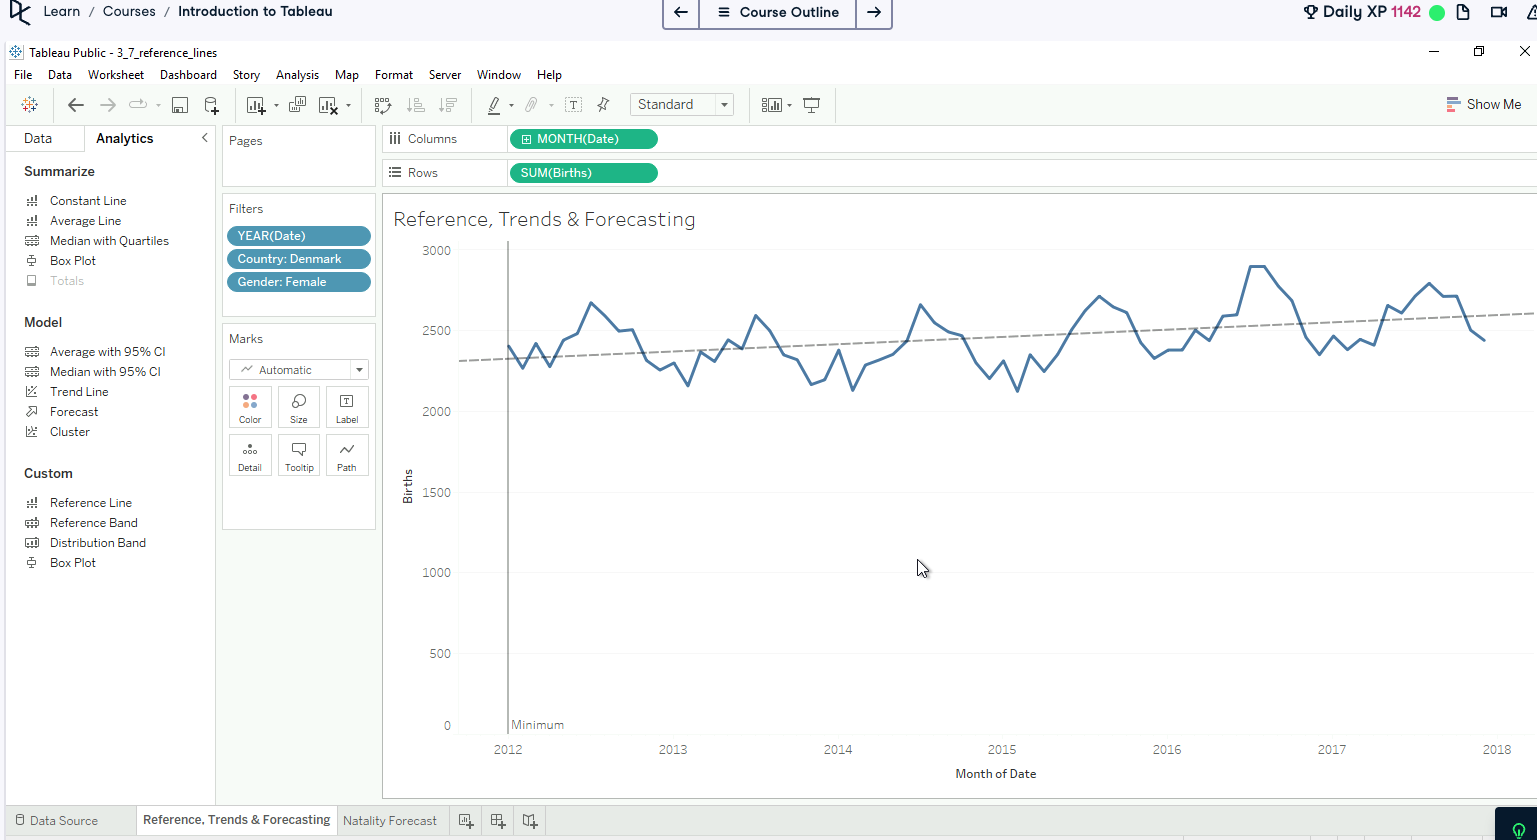 Learn / Courses / Introduction to Tableau
Course Outline
Daily XP 1142
Tableau Public - 3_7_reference_lines
File Data Worksheet Dashboard Story Analysis Map Format Server Window Help
Standard
Show Me
Data Analytics
Summarize
Constant Line
Average Line
Median with Quartiles
Box Plot
Totals
Model
Average with 95% CI
Median with 95% CI
Trend Line
Forecast
Cluster
Custom
Reference Line
Reference Band
Distribution Band
Box Plot
Pages
Filters
YEAR(Date)
Country: Denmark
Gender: Female
Marks
Automatic
Color Size Label
Detail Tooltip Path
Columns MONTH(Date)
Rows SUM(Births)
Reference, Trends & Forecasting
3000
2500
2000
1500
1000
500
0
Births
Minimum
2012 2013 2014 2015 2016 2017 2018
Month of Date
Data Source Reference, Trends & Forecasting Natality Forecast